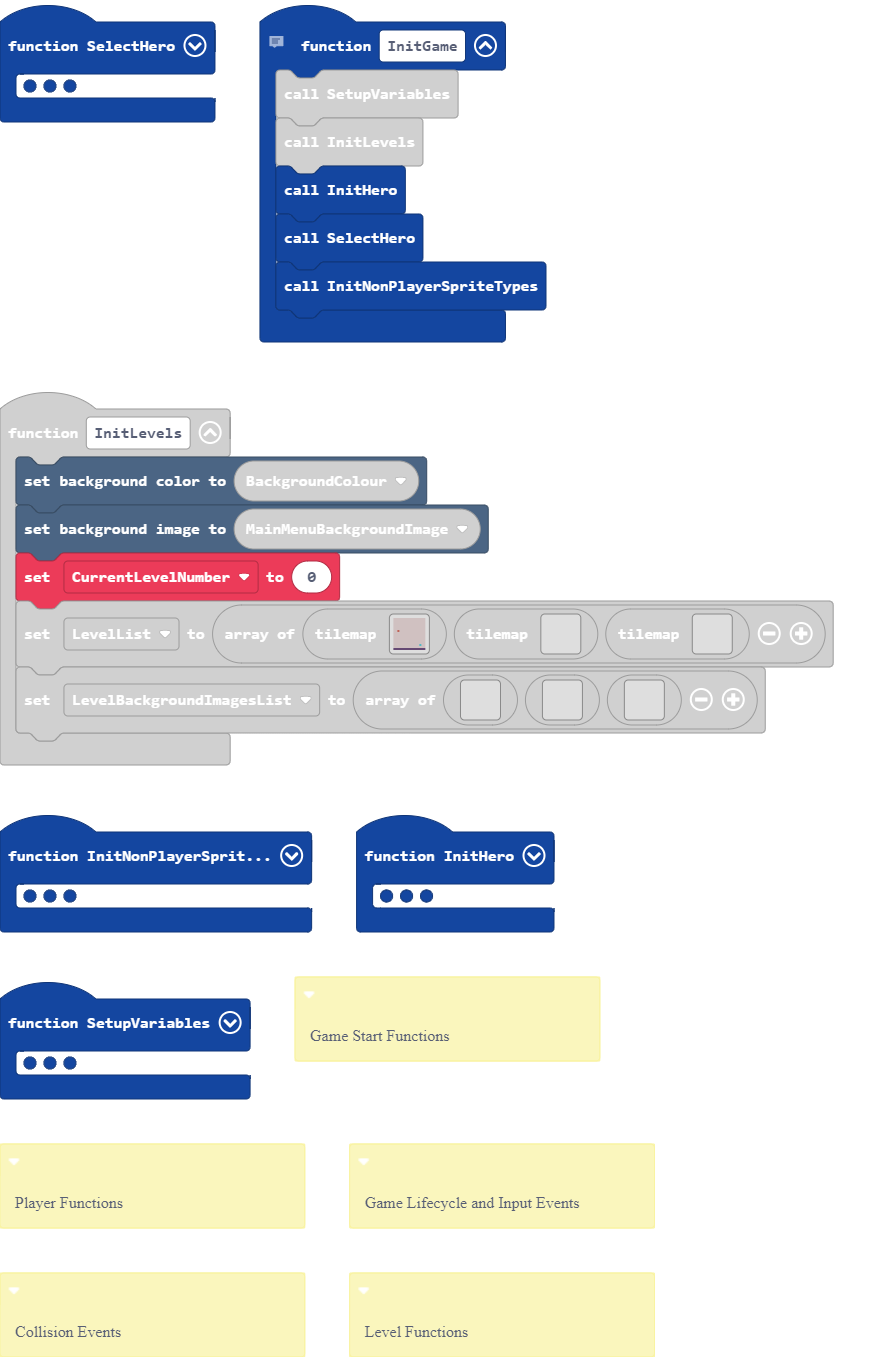 function SelectHero
function InitGame
call SetupVariables
call InitLevels
call InitHero
call SelectHero
call InitNonPlayerSpriteTypes
function InitLevels
set background color to BackgroundColour
set background image to MainMenuBackgroundImage
set CurrentLevelNumber to 0
set LevelList to array of tilemap tilemap tilemap
set LevelBackgroundImagesList to array of
function InitNonPlayerSprit...
function InitHero
function SetupVariables
Game Start Functions
Player Functions
Game Lifecycle and Input Events
Collision Events
Level Functions